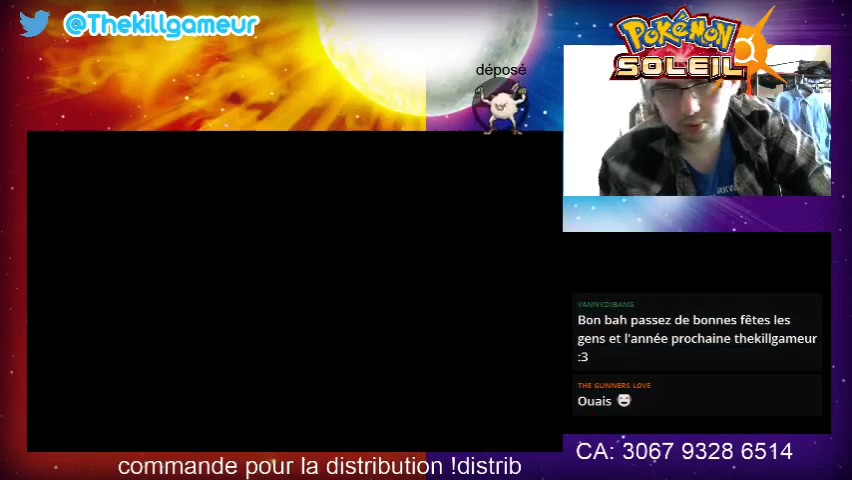 @Thekillgameur
POKÉMON
SOLEIL
déposé
VANNYZIIBANG
Bon bah passez de bonnes fêtes les
gens et l'année prochaine thekillgameur
:3
THE GUNNERS LOVE
Ouais
CA: 3067 9328 6514
commande pour la distribution !distrib